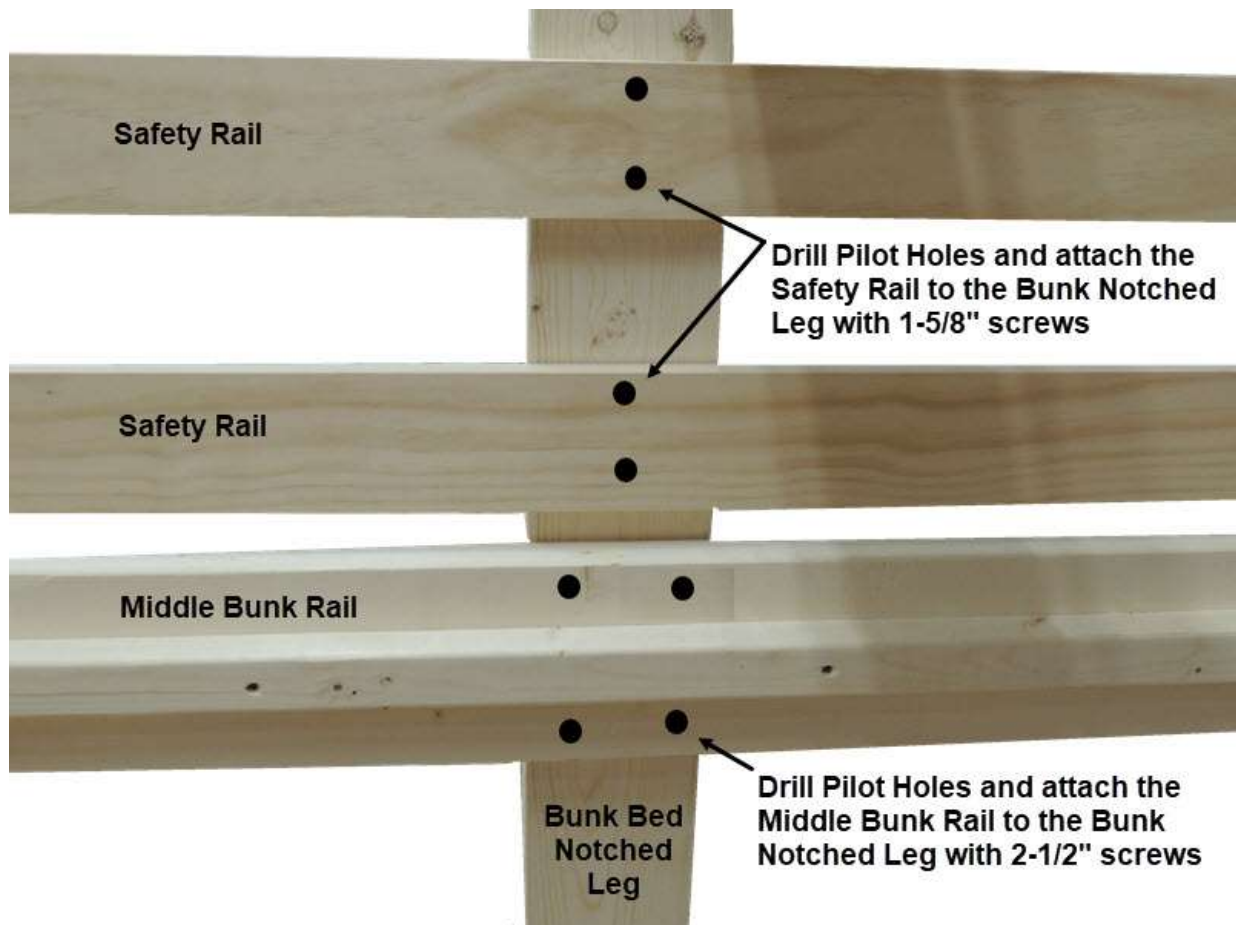 Safety Rail
Drill Pilot Holes and attach the
Safety Rail to the Bunk Notched
Leg with 1-5/8" screws
Safety Rail
Middle Bunk Rail
Bunk Bed
Notched
Leg
Drill Pilot Holes and attach the
Middle Bunk Rail to the Bunk
Notched Leg with 2-1/2" screws